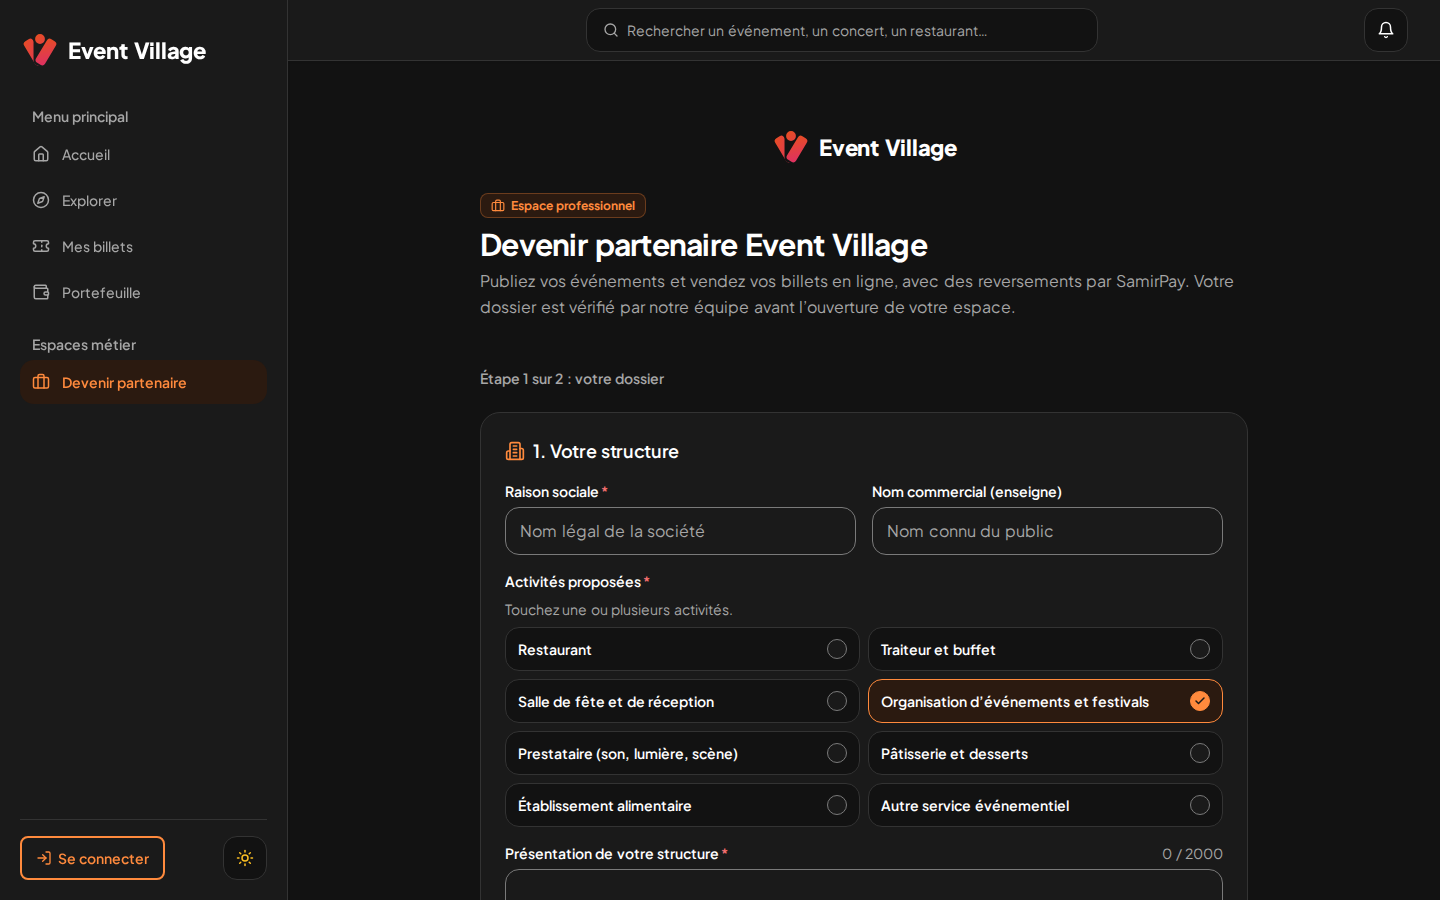 Event Village
Rechercher un événement, un concert, un restaurant...
Menu principal
Accueil
Explorer
Mes billets
Portefeuille
Espaces métier
Devenir partenaire
Se connecter
Event Village
Espace professionnel
Devenir partenaire Event Village
Publiez vos événements et vendez vos billets en ligne, avec des reversements par SamirPay. Votre
dossier est vérifié par notre équipe avant l’ouverture de votre espace.
Étape 1 sur 2 : votre dossier
1. Votre structure
Raison sociale *
Nom commercial (enseigne)
Nom légal de la société
Nom connu du public
Activités proposées *
Touchez une ou plusieurs activités.
Restaurant
Traiteur et buffet
Salle de fête et de réception
Organisation d’événements et festivals
Prestataire (son, lumière, scène)
Pâtisserie et desserts
Établissement alimentaire
Autre service événementiel
Présentation de votre structure *
0 / 2000